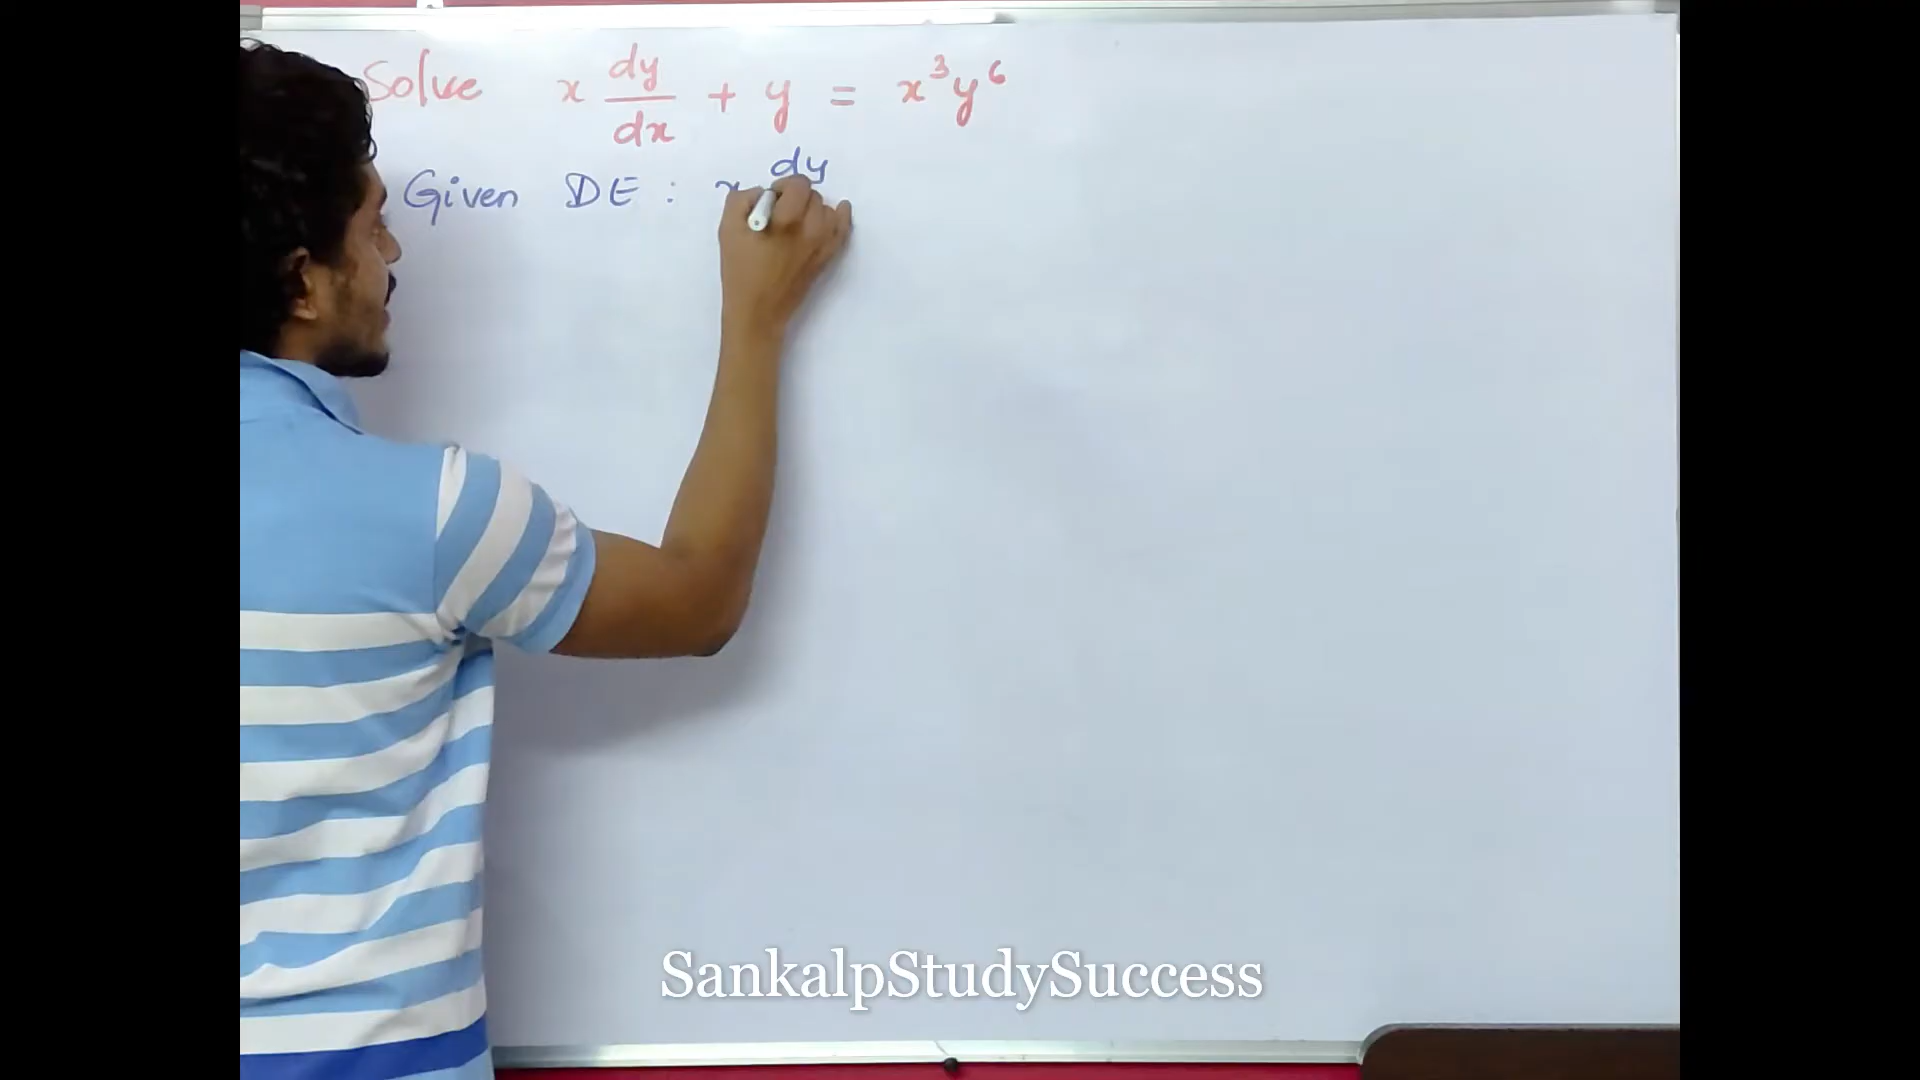 Solve x dy/dx + y = x³y⁶
Given DE : x dy
SankalpStudySuccess